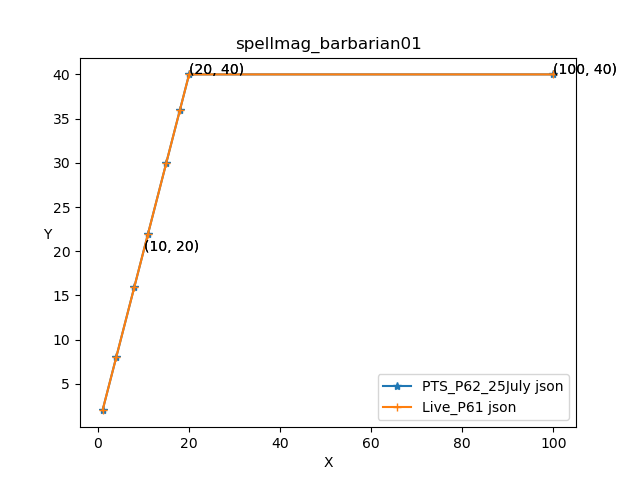 spellmag_barbarian01
40
35
30
25
20
15
10
5
Y
(20, 40)
(100, 40)
(10, 20)
PTS_P62_25July json
Live_P61 json
0 20 40 60 80 100
X